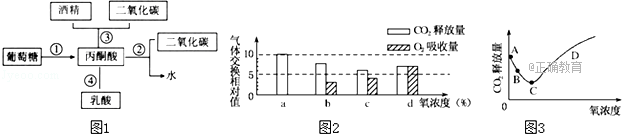 酒精
二氧化碳
③
葡萄糖
①
丙酮酸
②
二氧化碳
水
④
乳酸
图1
气体交换相对值
10
5
0
CO₂释放量
O₂吸收量
a
b
c
d
氧浓度(%)
图2
CO₂释放量
A
B
C
D
@正确教育
氧浓度
图3